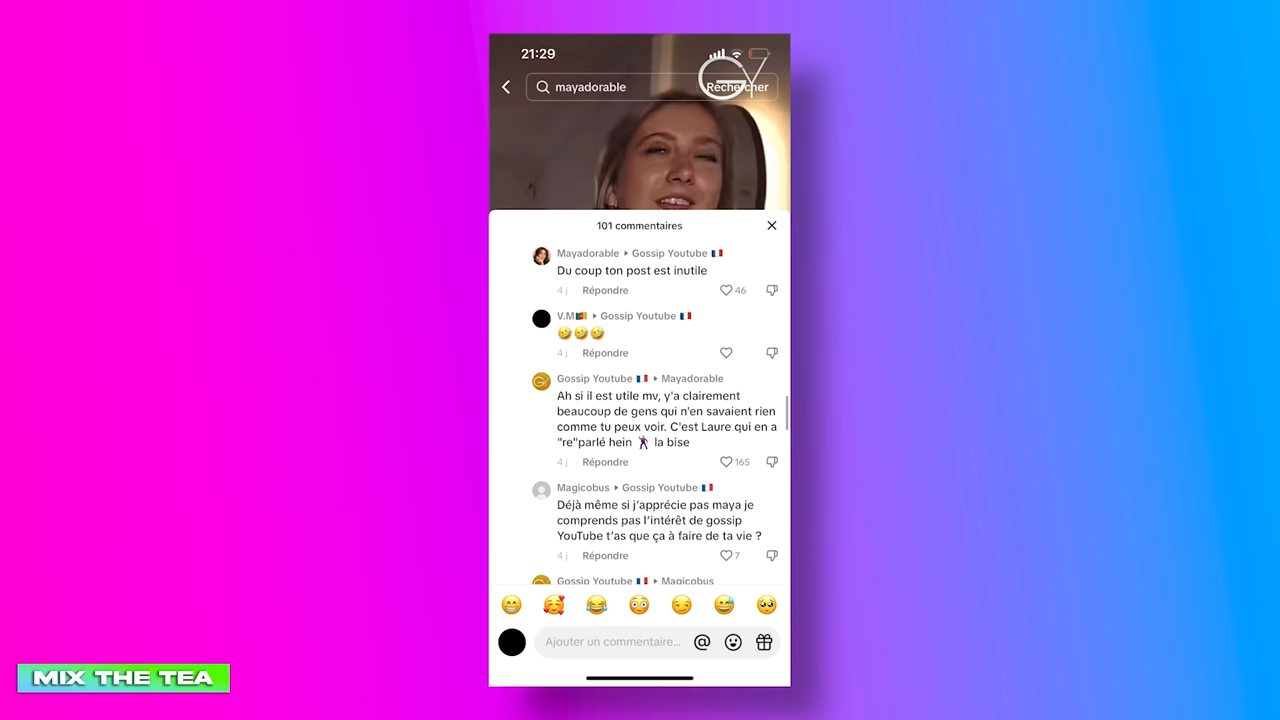 21:29
mayadorable
Rechercher
GY
101 commentaires
Mayadorable ▸ Gossip Youtube 🇫🇷
Du coup ton post est inutile
4 j Répondre 46
V.M🇨🇲 ▸ Gossip Youtube 🇫🇷
🤣🤣🤣
4 j Répondre
Gossip Youtube 🇫🇷 ▸ Mayadorable
Ah si il est utile mv, y'a clairement
beaucoup de gens qui n'en savaient rien
comme tu peux voir. C'est Laure qui en a
"re"parlé hein 🕺🏾 la bise
4 j Répondre 165
Magicobus ▸ Gossip Youtube 🇫🇷
Déjà même si j'apprécie pas maya je
comprends pas l'intérêt de gossip
YouTube t'as que ça à faire de ta vie ?
4 j Répondre 7
Gossip Youtube 🇫🇷 ▸ Magicobus
😁 🥰 😂 😳 😏 😅 🥺
Ajouter un commentaire... @
MIX THE TEA